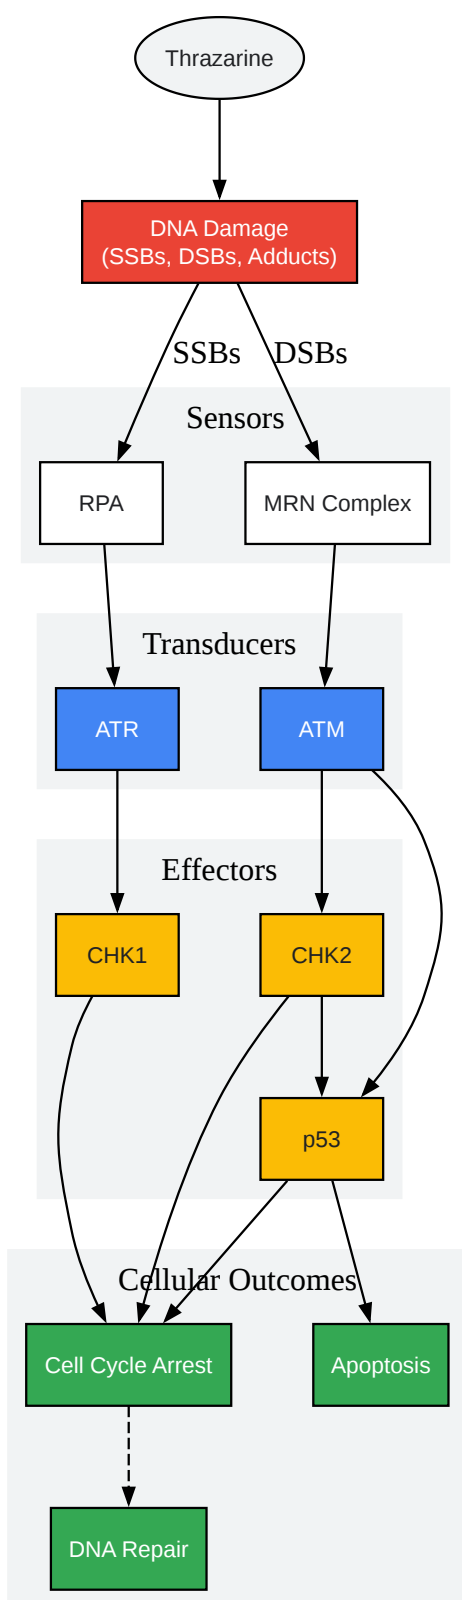 Thrazarine
DNA Damage
(SSBs, DSBs, Adducts)
SSBs
DSBs
Sensors
RPA
MRN Complex
Transducers
ATR
ATM
Effectors
CHK1
CHK2
p53
Cellular Outcomes
Cell Cycle Arrest
Apoptosis
DNA Repair